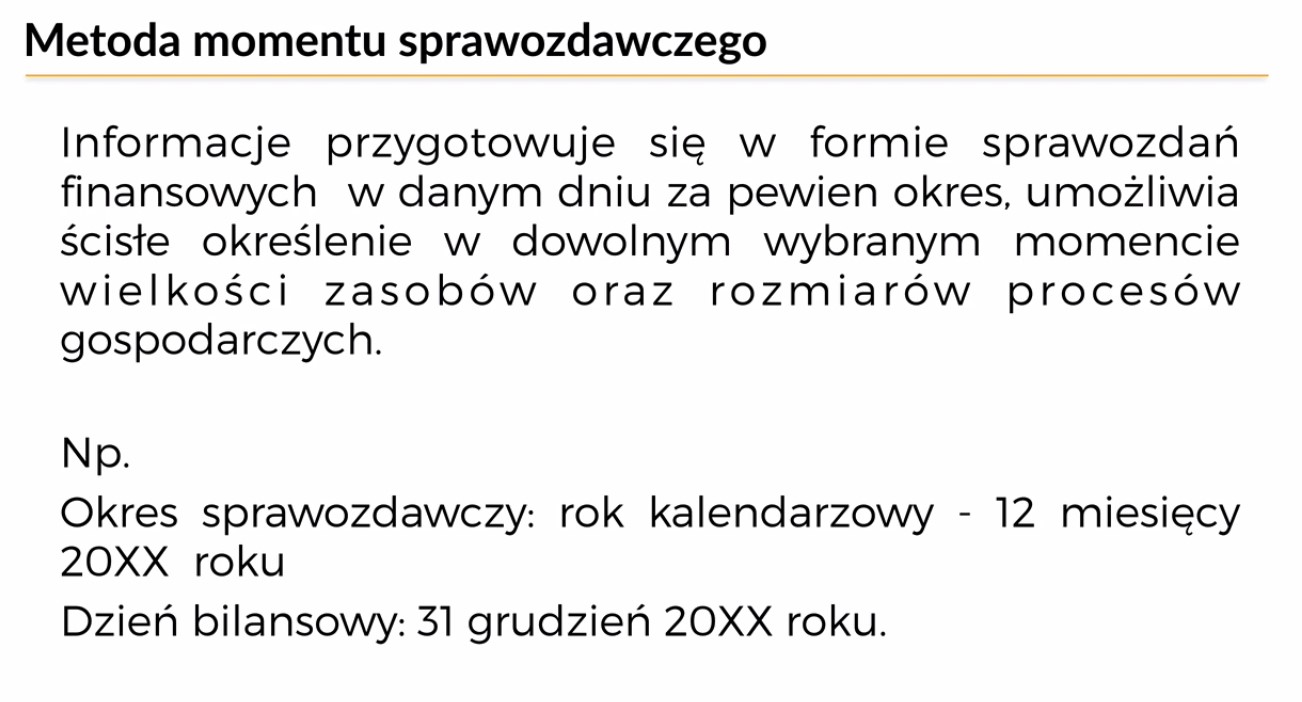 Metoda momentu sprawozdawczego
Informacje przygotowuje się w formie sprawozdań
finansowych w danym dniu za pewien okres, umożliwia
ścisłe określenie w dowolnym wybranym momencie
wielkości zasobów oraz rozmiarów procesów
gospodarczych.
Np.
Okres sprawozdawczy: rok kalendarzowy - 12 miesięcy
20XX roku
Dzień bilansowy: 31 grudzień 20XX roku.